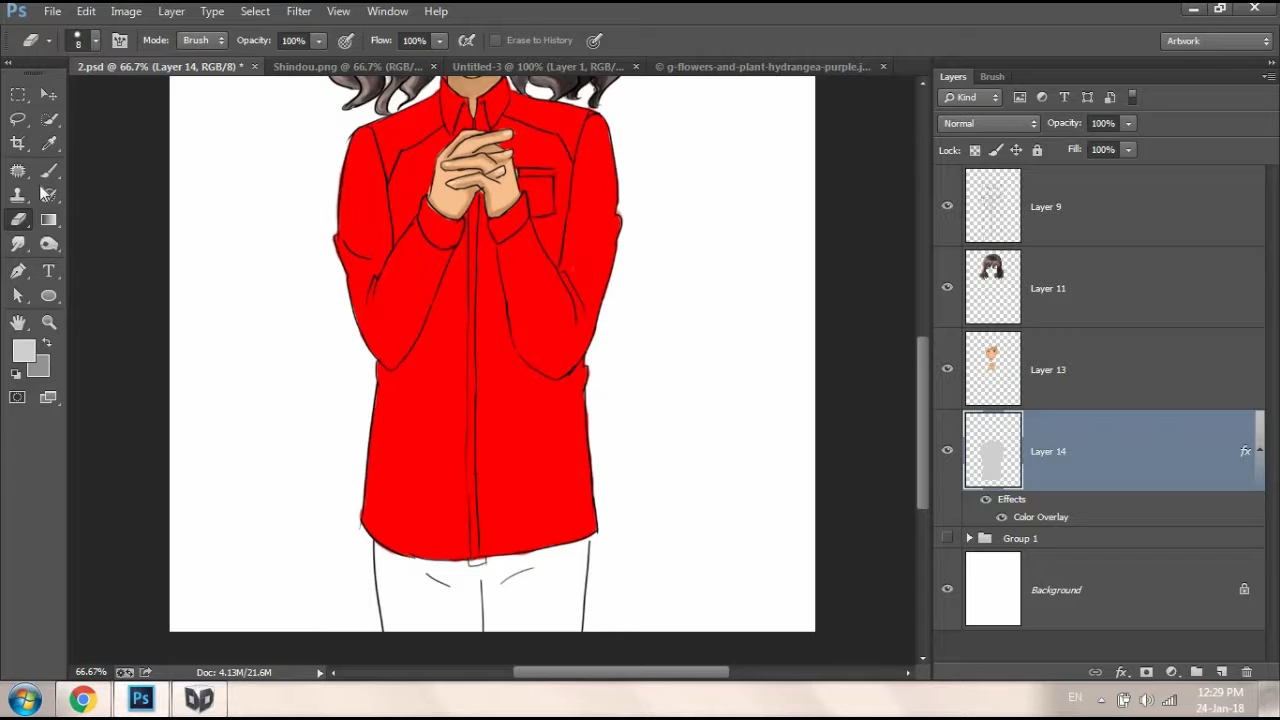 Ps File Edit Image Layer Type Select Filter View Window Help
8 Mode: Brush Opacity: 100% Flow: 100% Erase to History Artwork
2.psd @ 66.7% (Layer 14, RGB/8) * × Shindou.png @ 66.7% (RGB/... × Untitled-3 @ 100% (Layer 1, RGB/... × © g-flowers-and-plant-hydrangea-purple.j... ×
Layers Brush
Kind
Normal Opacity: 100%
Lock: Fill: 100%
Layer 9
Layer 11
Layer 13
Layer 14 fx
Effects
Color Overlay
Group 1
Background
66.67% Doc: 4.13M/21.6M
fx
Ps EN 12:29 PM
24-Jan-18